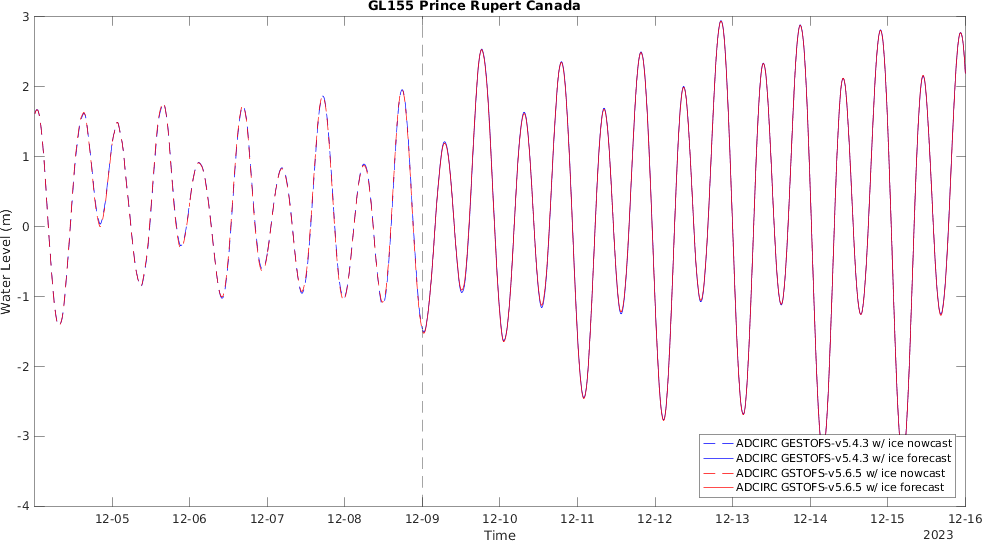 GL155 Prince Rupert Canada
3
2
1
0
-1
-2
-3
-4
Water Level (m)
ADCIRC GESTOFS-v5.4.3 w/ ice nowcast
ADCIRC GESTOFS-v5.4.3 w/ ice forecast
ADCIRC GSTOFS-v5.6.5 w/ ice nowcast
ADCIRC GSTOFS-v5.6.5 w/ ice forecast
12-05 12-06 12-07 12-08 12-09 12-10 12-11 12-12 12-13 12-14 12-15 12-16
Time
2023